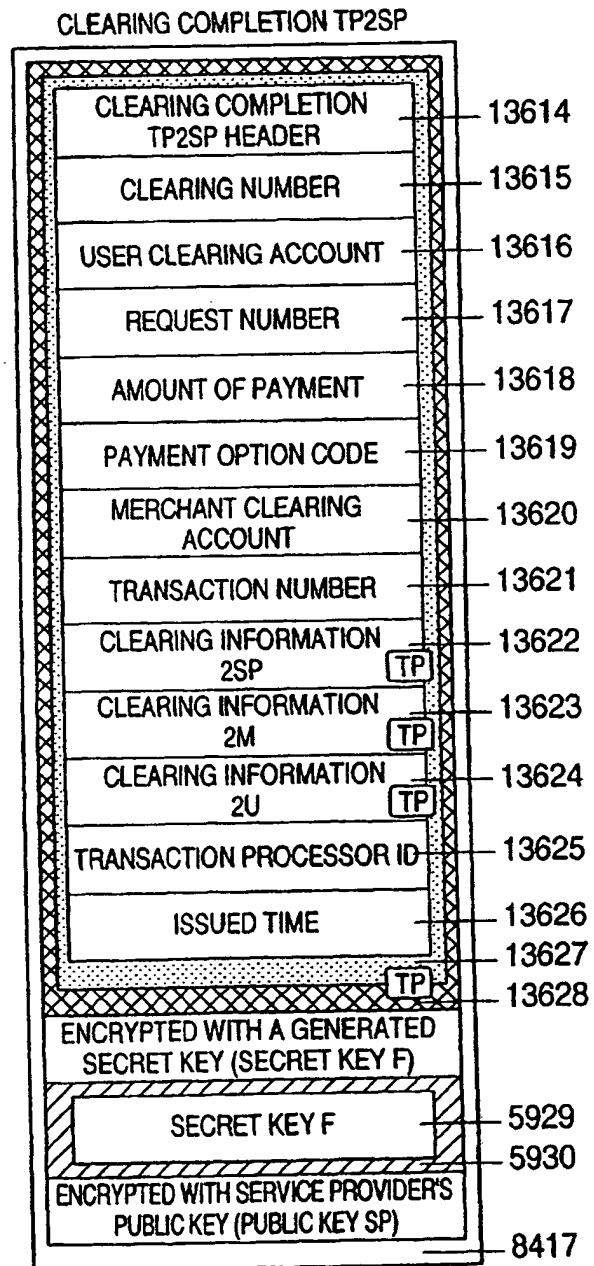 CLEARING COMPLETION TP2SP
CLEARING COMPLETION
TP2SP HEADER
13614
CLEARING NUMBER
13615
USER CLEARING ACCOUNT
13616
REQUEST NUMBER
13617
AMOUNT OF PAYMENT
13618
PAYMENT OPTION CODE
13619
MERCHANT CLEARING
ACCOUNT
13620
TRANSACTION NUMBER
13621
CLEARING INFORMATION
2SP
TP
13622
CLEARING INFORMATION
2M
TP
13623
CLEARING INFORMATION
2U
TP
13624
TRANSACTION PROCESSOR ID
13625
ISSUED TIME
13626
13627
TP
13628
ENCRYPTED WITH A GENERATED
SECRET KEY (SECRET KEY F)
SECRET KEY F
5929
5930
ENCRYPTED WITH SERVICE PROVIDER'S
PUBLIC KEY (PUBLIC KEY SP)
8417